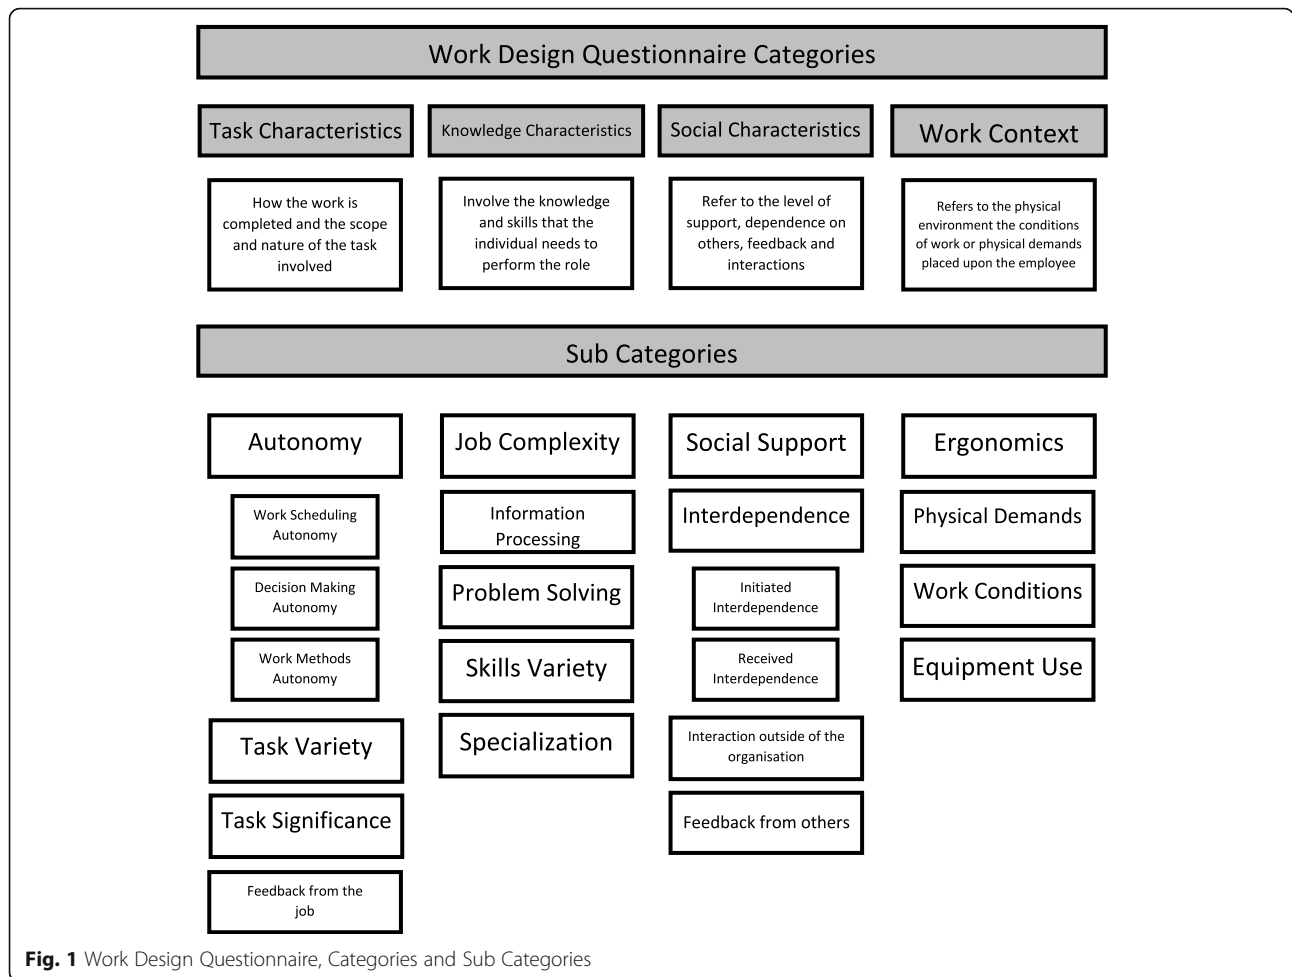 Work Design Questionnaire Categories
Task Characteristics
Knowledge Characteristics
Social Characteristics
Work Context
How the work is
completed and the scope
and nature of the task
involved
Involve the knowledge
and skills that the
individual needs to
perform the role
Refer to the level of
support, dependence on
others, feedback and
interactions
Refers to the physical
environment the conditions
of work or physical demands
placed upon the employee
Sub Categories
Autonomy
Work Scheduling
Autonomy
Decision Making
Autonomy
Work Methods
Autonomy
Task Variety
Task Significance
Feedback from the
job
Job Complexity
Information
Processing
Problem Solving
Skills Variety
Specialization
Social Support
Interdependence
Initiated
Interdependence
Received
Interdependence
Interaction outside of the
organisation
Feedback from others
Ergonomics
Physical Demands
Work Conditions
Equipment Use
Fig. 1 Work Design Questionnaire, Categories and Sub Categories